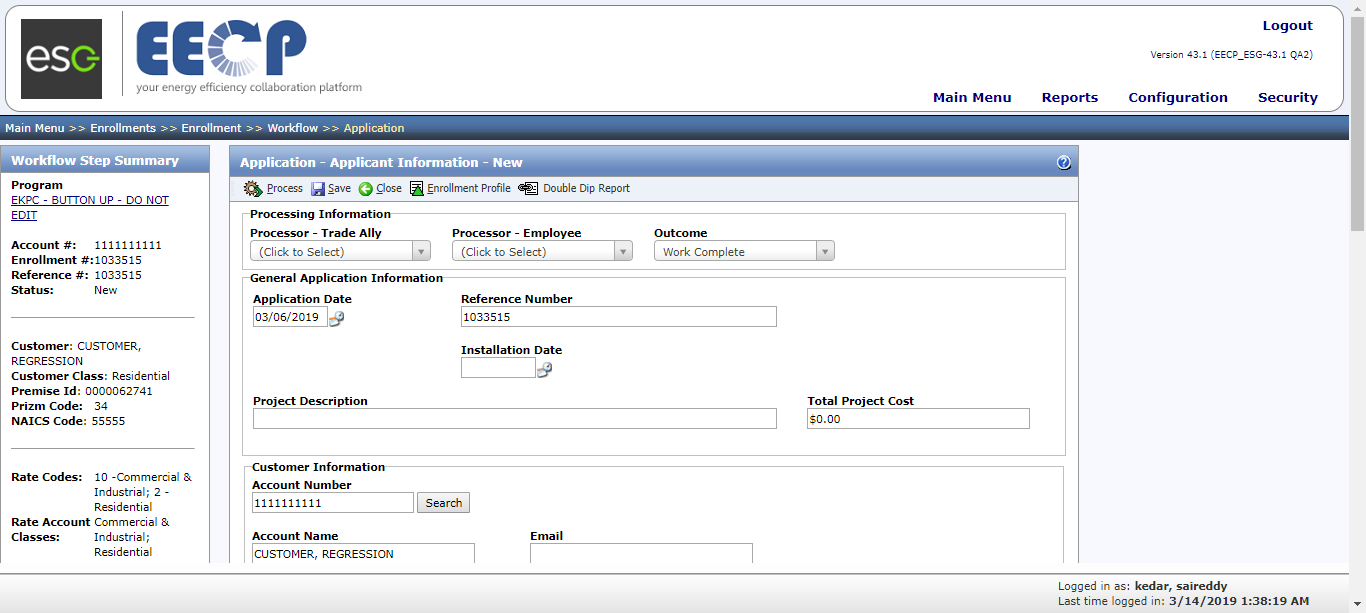 esg
EECP
your energy efficiency collaboration platform
Logout
Version 43.1 (EECP_ESG-43.1 QA2)
Main Menu Reports Configuration Security
Main Menu >> Enrollments >> Enrollment >> Workflow >> Application
Workflow Step Summary
Program
EKPC - BUTTON UP - DO NOT
EDIT
Account #: 1111111111
Enrollment #:1033515
Reference #: 1033515
Status: New
Customer: CUSTOMER,
REGRESSION
Customer Class: Residential
Premise Id: 0000062741
Prizm Code: 34
NAICS Code: 55555
Rate Codes: 10 -Commercial &
Industrial; 2 -
Residential
Rate Account Commercial &
Classes: Industrial;
Residential
Application - Applicant Information - New
?
Process Save Close Enrollment Profile Double Dip Report
Processing Information
Processor - Trade Ally Processor - Employee Outcome
(Click to Select) (Click to Select) Work Complete
General Application Information
Application Date Reference Number
03/06/2019 1033515
Installation Date
Project Description Total Project Cost
$0.00
Customer Information
Account Number
1111111111 Search
Account Name Email
CUSTOMER, REGRESSION
Logged in as: kedar, saireddy
Last time logged in: 3/14/2019 1:38:19 AM